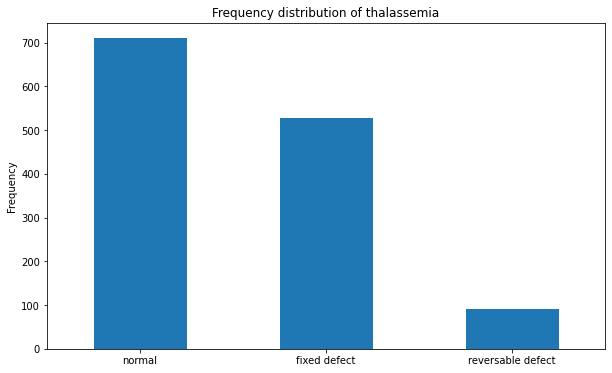 Frequency distribution of thalassemia
Frequency
700
600
500
400
300
200
100
0
normal
fixed defect
reversable defect